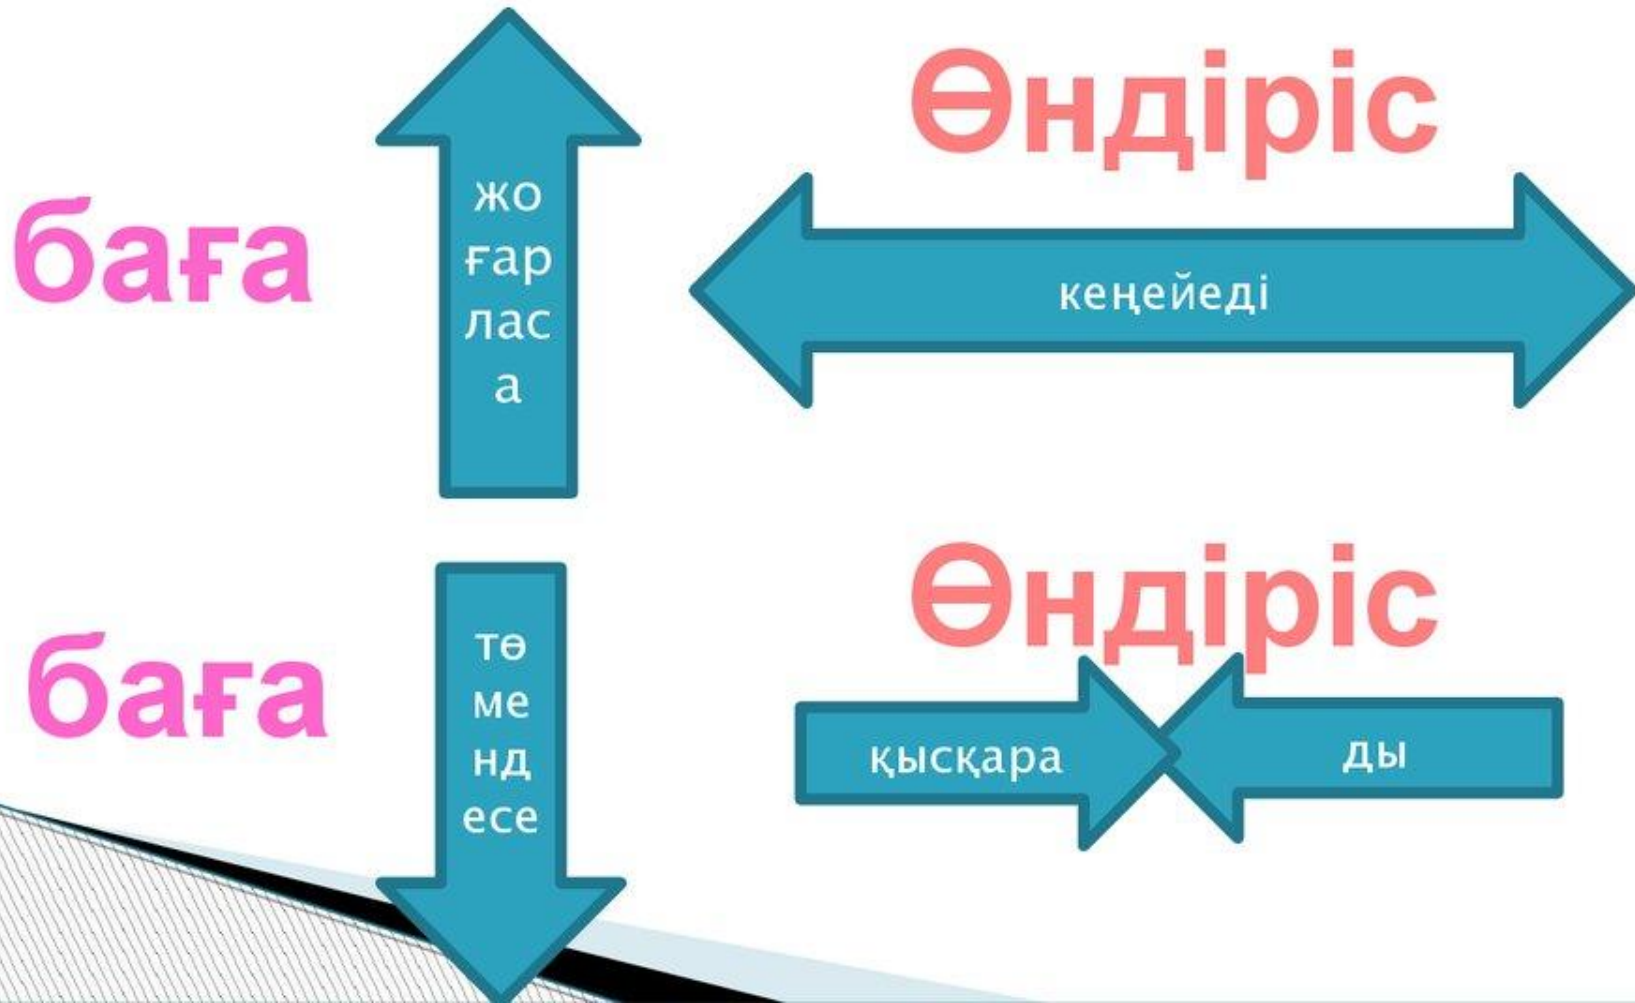 баға
жо
ғар
лас
а
Өндіріс
кеңейеді
баға
тө
ме
нд
есе
Өндіріс
қысқара
ды